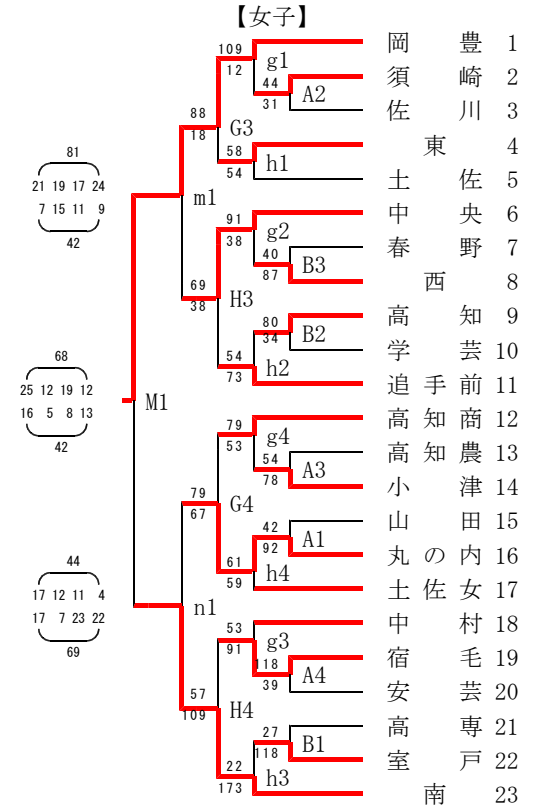 【女子】
岡 豊 1
109
12
g1
須 崎 2
44
31
A2
佐 川 3
88
18
G3
東 4
58
54
h1
土 佐 5
81
21 19 17 24
7 15 11 9
42
m1
中 央 6
91
38
g2
春 野 7
40
87
B3
西 8
69
38
H3
高 知 9
80
34
B2
学 芸 10
54
73
h2
追 手 前 11
68
25 12 19 12
16 5 8 13
42
M1
高 知 商 12
79
53
g4
高 知 農 13
54
78
A3
小 津 14
79
67
G4
山 田 15
42
92
A1
丸 の 内 16
61
59
h4
土 佐 女 17
44
17 12 11 4
17 7 23 22
69
n1
中 村 18
53
91
g3
宿 毛 19
118
39
A4
安 芸 20
57
109
H4
高 専 21
27
118
B1
室 戸 22
22
173
h3
南 23